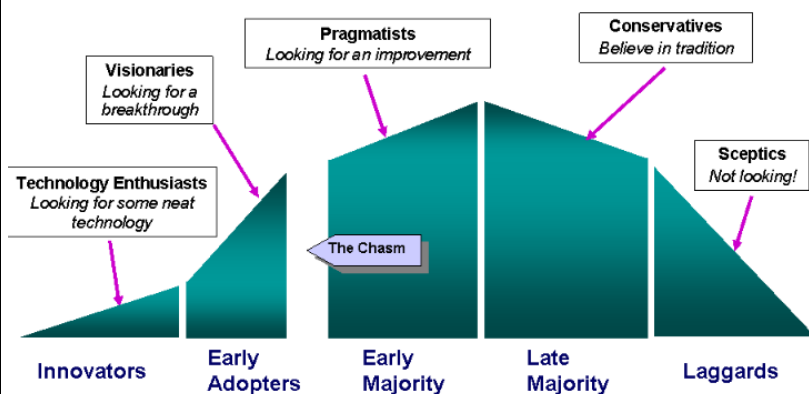 Pragmatists
Looking for an improvement
Conservatives
Believe in tradition
Visionaries
Looking for a
breakthrough
Sceptics
Not looking!
Technology Enthusiasts
Looking for some neat
technology
The Chasm
Innovators
Early
Adopters
Early
Majority
Late
Majority
Laggards